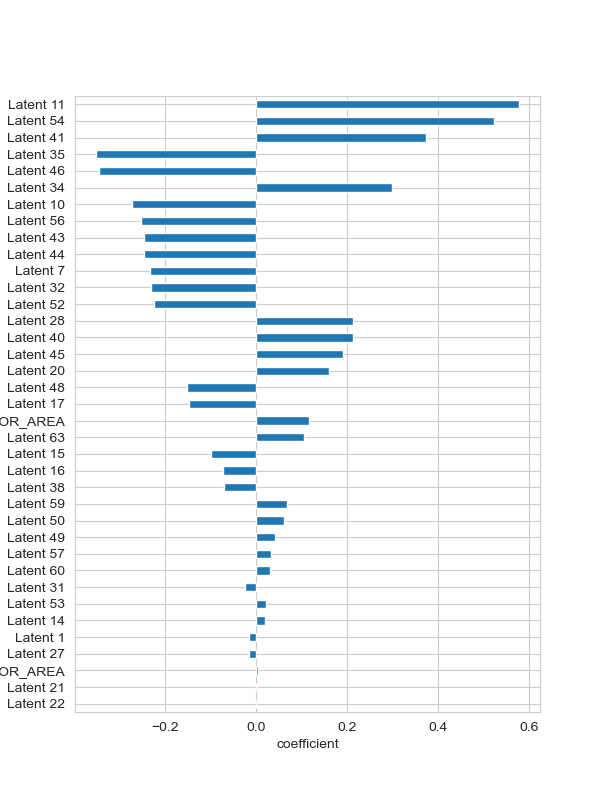 Latent 11
Latent 54
Latent 41
Latent 35
Latent 46
Latent 34
Latent 10
Latent 56
Latent 43
Latent 44
Latent 7
Latent 32
Latent 52
Latent 28
Latent 40
Latent 45
Latent 20
Latent 48
Latent 17
OR_AREA
Latent 63
Latent 15
Latent 16
Latent 38
Latent 59
Latent 50
Latent 49
Latent 57
Latent 60
Latent 31
Latent 53
Latent 14
Latent 1
Latent 27
OR_AREA
Latent 21
Latent 22
−0.2 0.0 0.2 0.4 0.6
coefficient